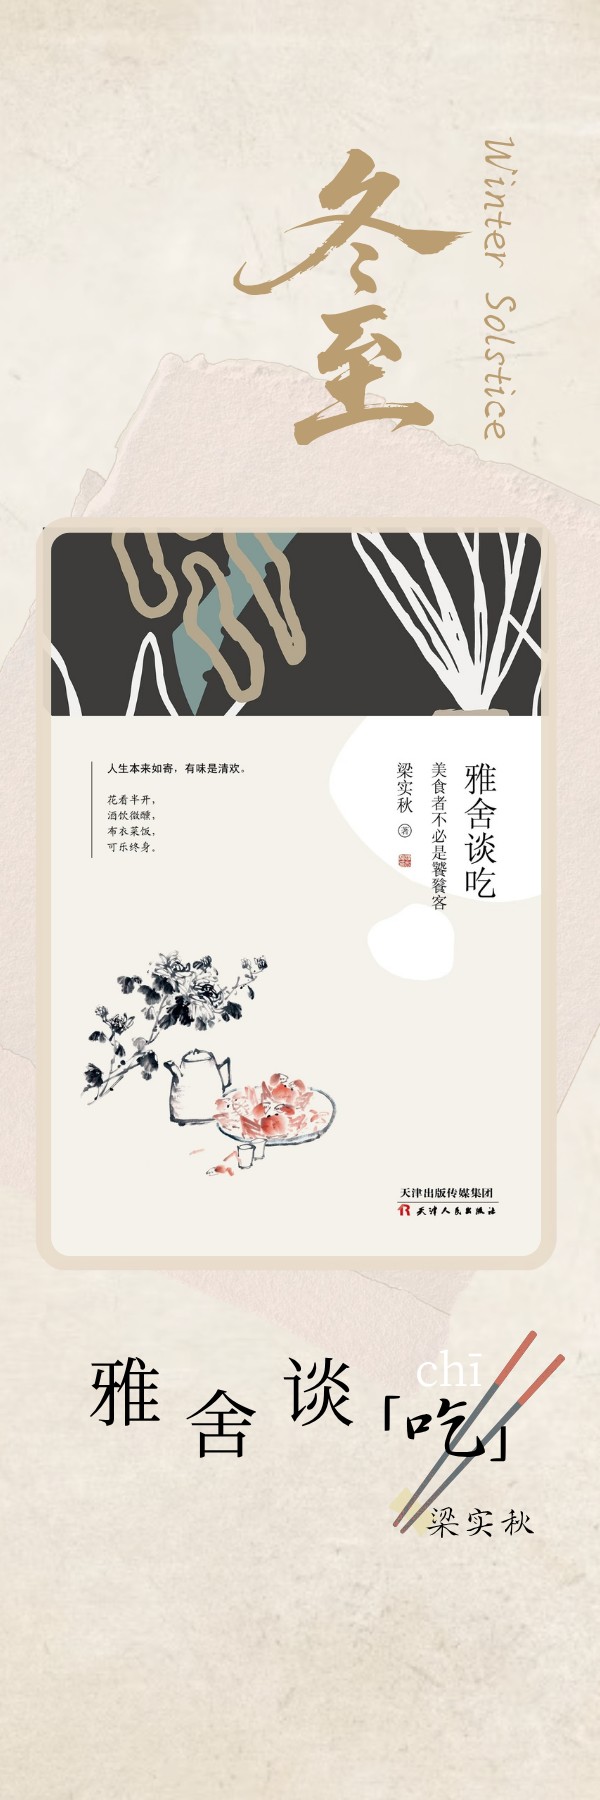 冬至
Winter Solstice
人生本来如寄，有味是清欢。
花看半开，
酒饮微醺，
布衣菜饭，
可乐终身。
雅舍谈吃
美食者不必是饕餮客
梁实秋 著
天津出版传媒集团
天津人民出版社
chī
雅舍谈「吃」
梁实秋